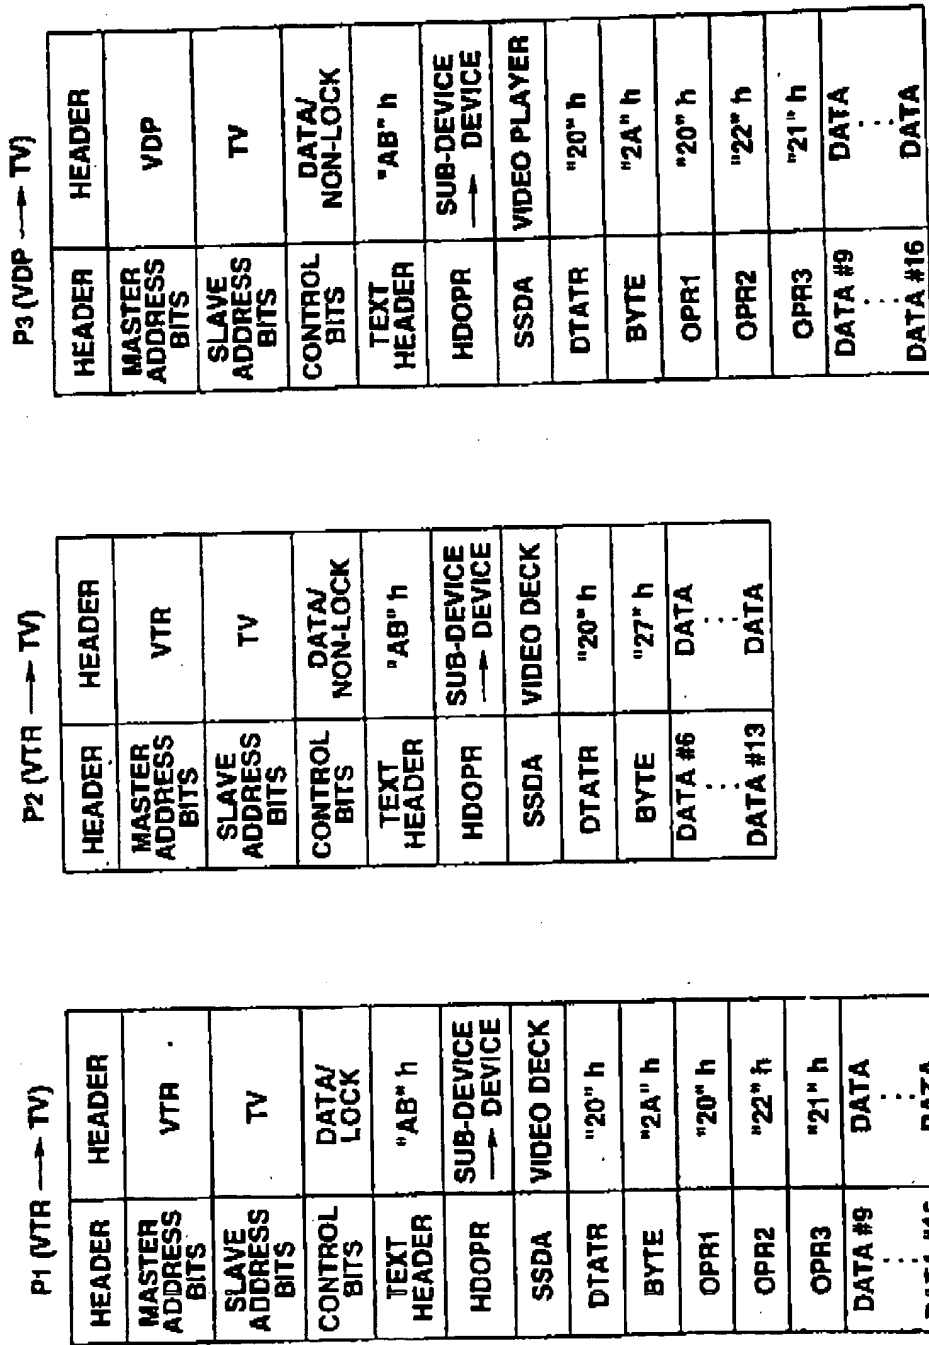 P1 (VTR → TV)
HEADER HEADER
MASTER ADDRESS BITS VTR
SLAVE ADDRESS BITS TV
CONTROL BITS DATA/ LOCK
TEXT HEADER "AB" h
HDOPR SUB-DEVICE → DEVICE
SSDA VIDEO DECK
DTATR "20" h
BYTE "2A" h
OPR1 "20" h
OPR2 "22" h
OPR3 "21" h
DATA #9 DATA
DATA
P2 (VTR → TV)
HEADER HEADER
MASTER ADDRESS BITS VTR
SLAVE ADDRESS BITS TV
CONTROL BITS DATA/ NON-LOCK
TEXT HEADER "AB" h
HDOPR SUB-DEVICE → DEVICE
SSDA VIDEO DECK
DTATR "20" h
BYTE "27" h
DATA #6 DATA
DATA #13 DATA
P3 (VDP → TV)
HEADER HEADER
MASTER ADDRESS BITS VDP
SLAVE ADDRESS BITS TV
CONTROL BITS DATA/ NON-LOCK
TEXT HEADER "AB" h
HDOPR SUB-DEVICE → DEVICE
SSDA VIDEO PLAYER
DTATR "20" h
BYTE "2A" h
OPR1 "20" h
OPR2 "22" h
OPR3 "21" h
DATA #9 DATA
DATA #16 DATA